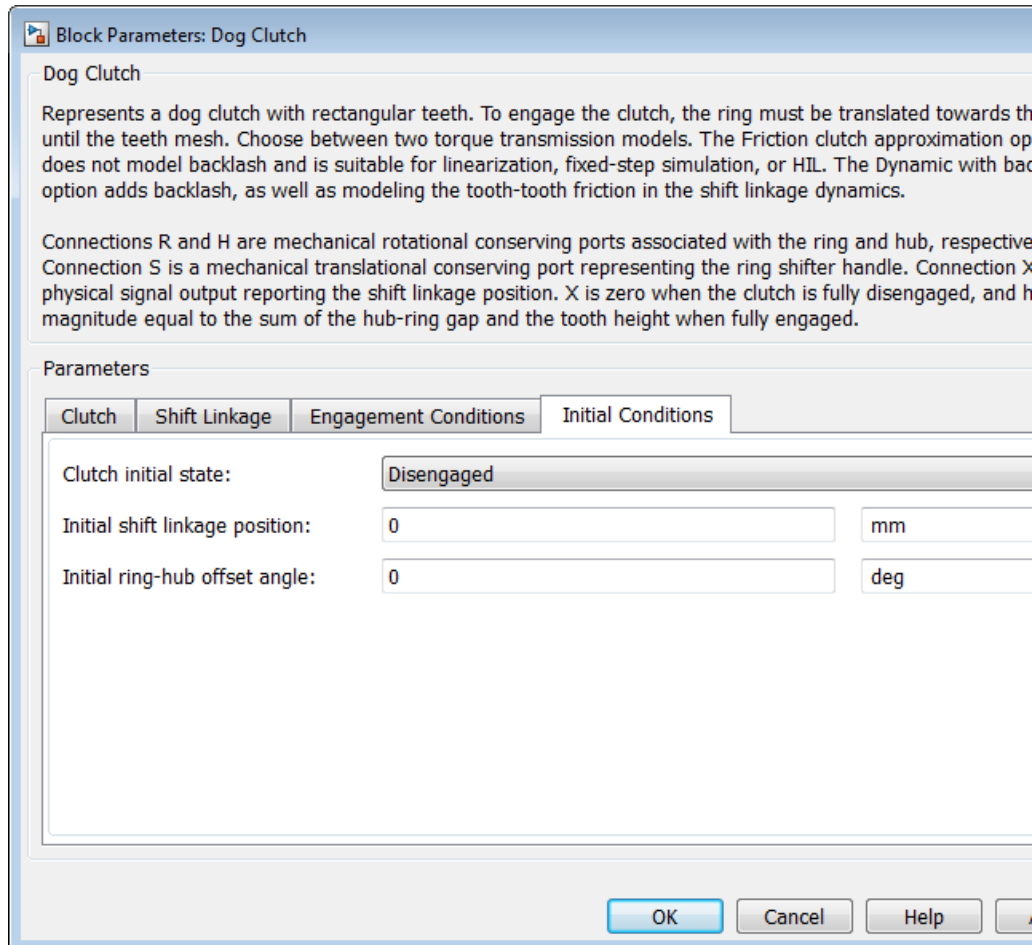 Block Parameters: Dog Clutch
Dog Clutch
Represents a dog clutch with rectangular teeth. To engage the clutch, the ring must be translated towards
until the teeth mesh. Choose between two torque transmission models. The Friction clutch approximation
does not model backlash and is suitable for linearization, fixed-step simulation, or HIL. The Dynamic with
option adds backlash, as well as modeling the tooth-tooth friction in the shift linkage dynamics.
Connections R and H are mechanical rotational conserving ports associated with the ring and hub,
Connection S is a mechanical translational conserving port representing the ring shifter handle. Connection X
physical signal output reporting the shift linkage position. X is zero when the clutch is fully disengaged, and
magnitude equal to the sum of the hub-ring gap and the tooth height when fully engaged.
Parameters
Clutch Shift Linkage Engagement Conditions Initial Conditions
Clutch initial state: Disengaged
Initial shift linkage position: 0 mm
Initial ring-hub offset angle: 0 deg
OK Cancel Help